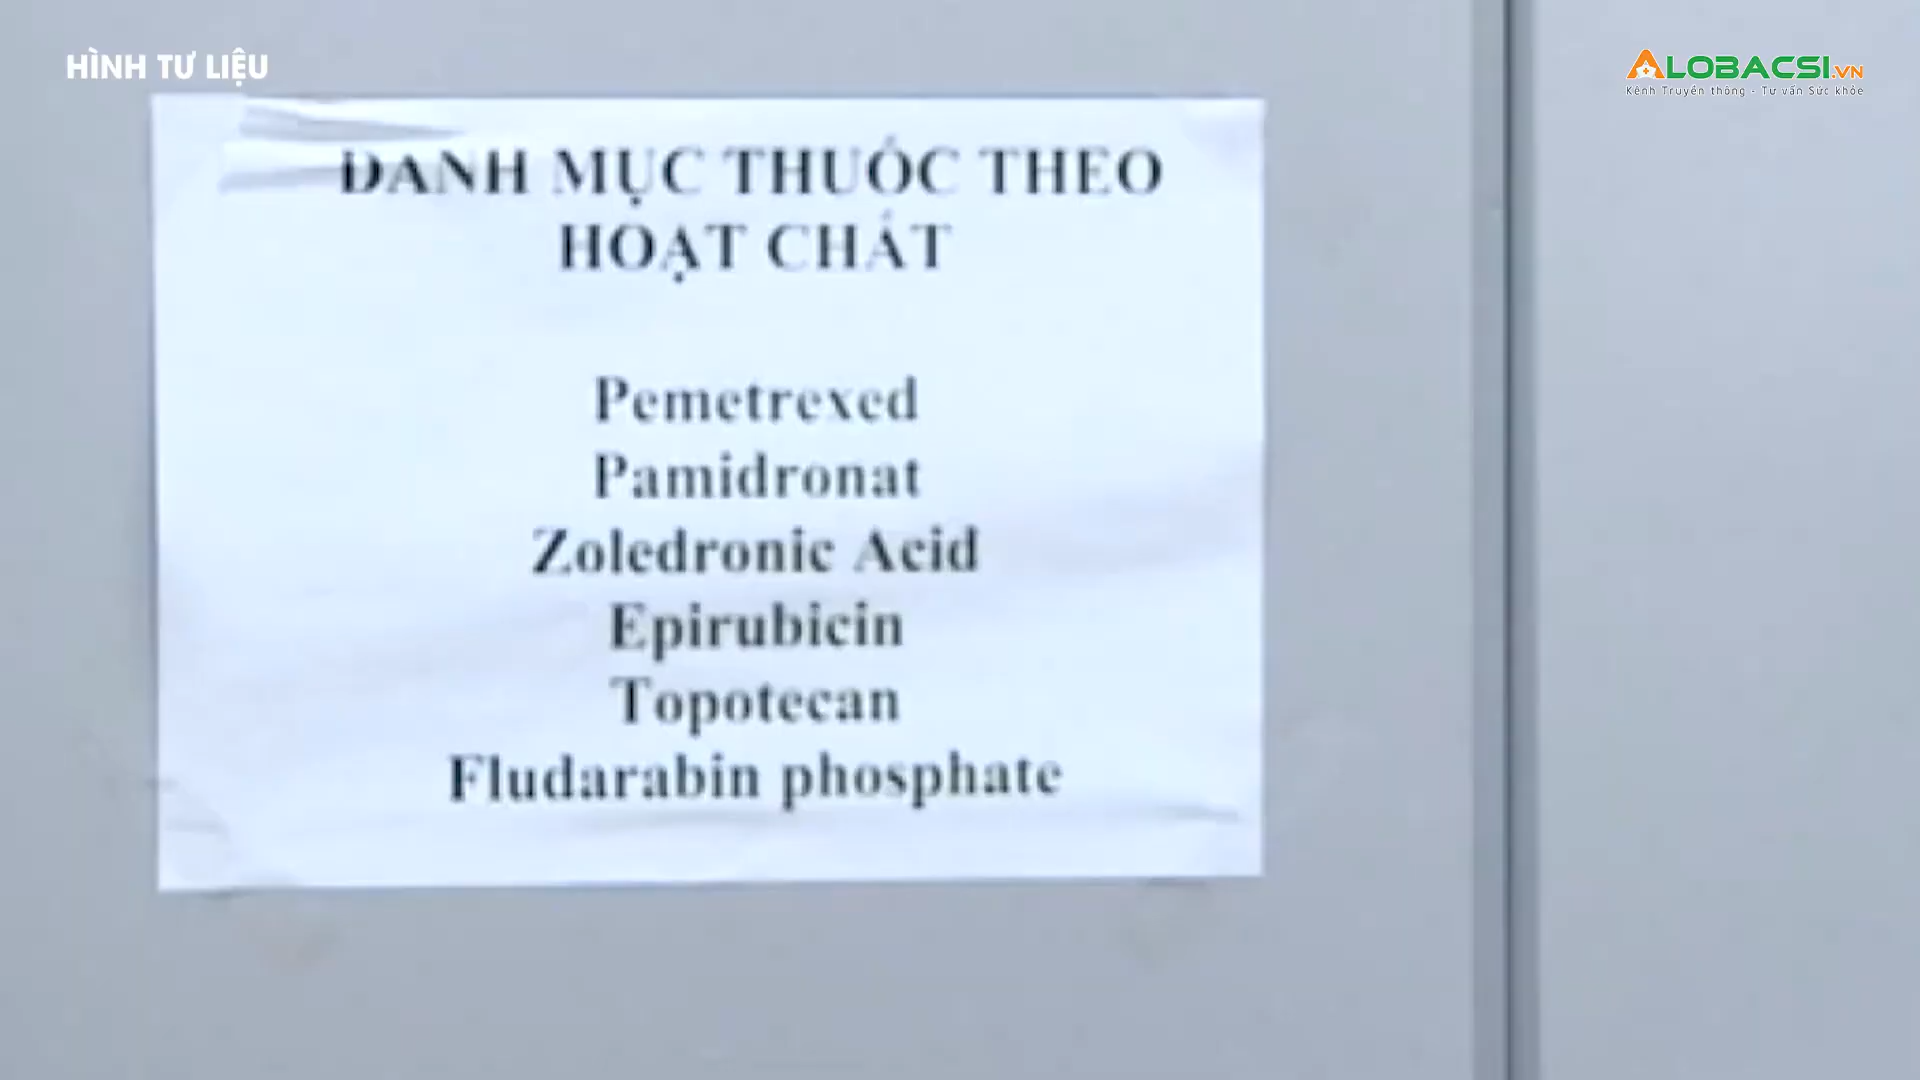 HÌNH TƯ LIỆU
ALOBACSI.VN
Kênh Truyền thông - Tư vấn Sức khỏe
DANH MỤC THUỐC THEO
HOẠT CHẤT
Pemetrexed
Pamidronat
Zoledronic Acid
Epirubicin
Topotecan
Fludarabin phosphate